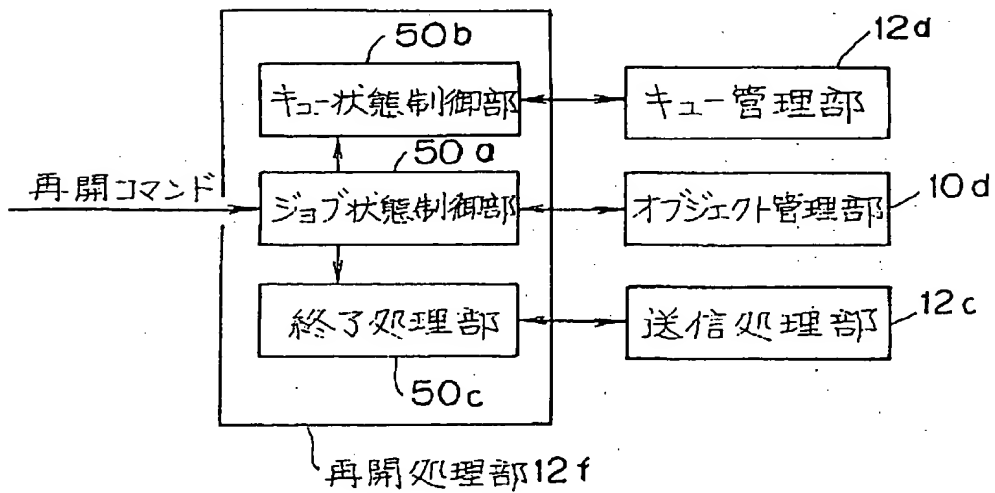 50b
12a
キュー状態制御部
キュー管理部
50a
再開コマンド
ジョブ状態制御部
オブジェクト管理部
10d
終了処理部
送信処理部
12c
50c
再開処理部12f